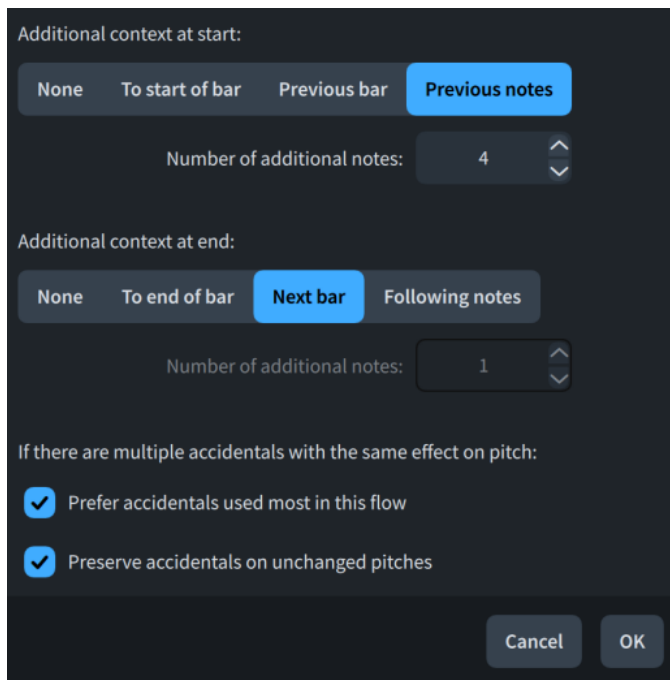 Additional context at start:
None To start of bar Previous bar Previous notes
Number of additional notes: 4
Additional context at end:
None To end of bar Next bar Following notes
Number of additional notes: 1
If there are multiple accidentals with the same effect on pitch:
Prefer accidentals used most in this flow
Preserve accidentals on unchanged pitches
Cancel OK